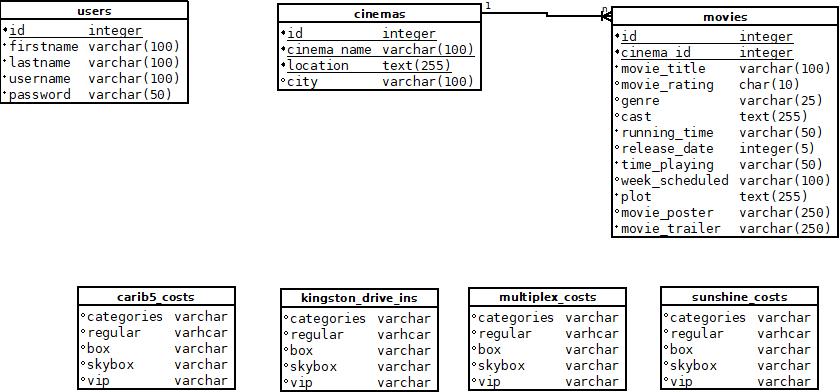 users
id integer
firstname varchar(100)
lastname varchar(100)
username varchar(100)
password varchar(50)
cinemas
id integer
cinema_name varchar(100)
location text(255)
city varchar(100)
1
n
movies
id integer
cinema_id integer
movie_title varchar(100)
movie_rating char(10)
genre varchar(25)
cast text(255)
running_time varchar(50)
release_date integer(5)
time_playing varchar(50)
week_scheduled varchar(100)
plot text(255)
movie_poster varchar(250)
movie_trailer varchar(250)
carib5_costs
categories varchar
regular varhcar
box varchar
skybox varchar
vip varchar
kingston_drive_ins
categories varchar
regular varhcar
box varchar
skybox varchar
vip varchar
multiplex_costs
categories varchar
regular varhcar
box varchar
skybox varchar
vip varchar
sunshine_costs
categories varchar
regular varhcar
box varchar
skybox varchar
vip varchar